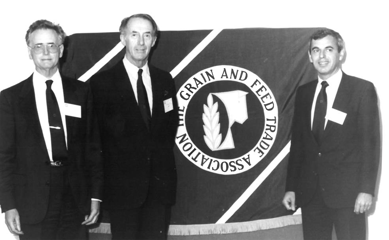 THE GRAIN AND FEED TRADE ASSOCIATION